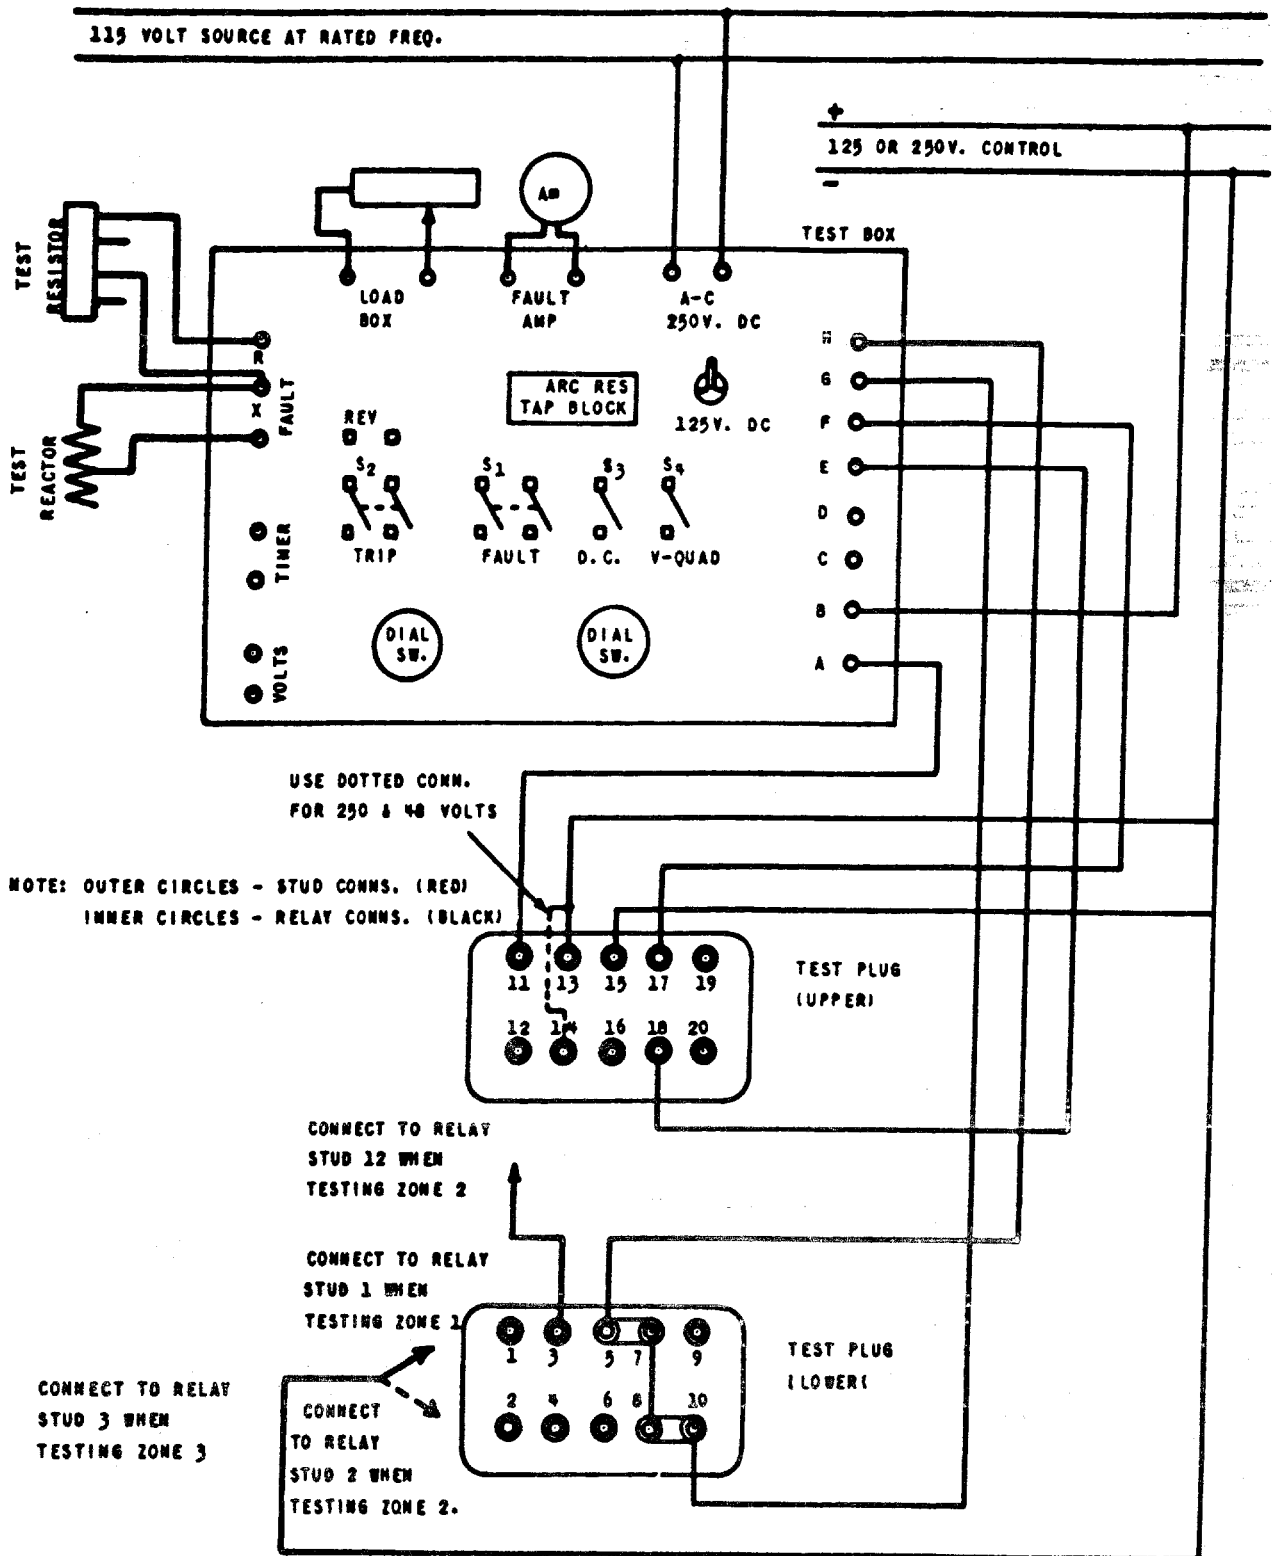 115 VOLT SOURCE AT RATED FREQ.
+
125 OR 250V. CONTROL
-
TEST BOX
TEST
RESISTOR
Am
LOAD
BOX
FAULT
AMP
A-C
250V. DC
R
X
FAULT
TEST
REACTOR
ARC RES
TAP BLOCK
125V. DC
REV
S2
S1
S3
S4
TRIP
FAULT
D.C.
V-QUAD
TIMER
VOLTS
DIAL
SW.
DIAL
SW.
H
G
F
E
D
C
B
A
USE DOTTED CONN.
FOR 250 & 48 VOLTS
NOTE: OUTER CIRCLES - STUD CONNS. (RED)
INNER CIRCLES - RELAY CONNS. (BLACK)
11 13 15 17 19
12 14 16 18 20
TEST PLUG
(UPPER)
CONNECT TO RELAY
STUD 12 WHEN
TESTING ZONE 2
CONNECT TO RELAY
STUD 1 WHEN
TESTING ZONE 1
1 3 5 7 9
2 4 6 8 10
TEST PLUG
(LOWER(
CONNECT TO RELAY
STUD 3 WHEN
TESTING ZONE 3
CONNECT
TO RELAY
STUD 2 WHEN
TESTING ZONE 2.